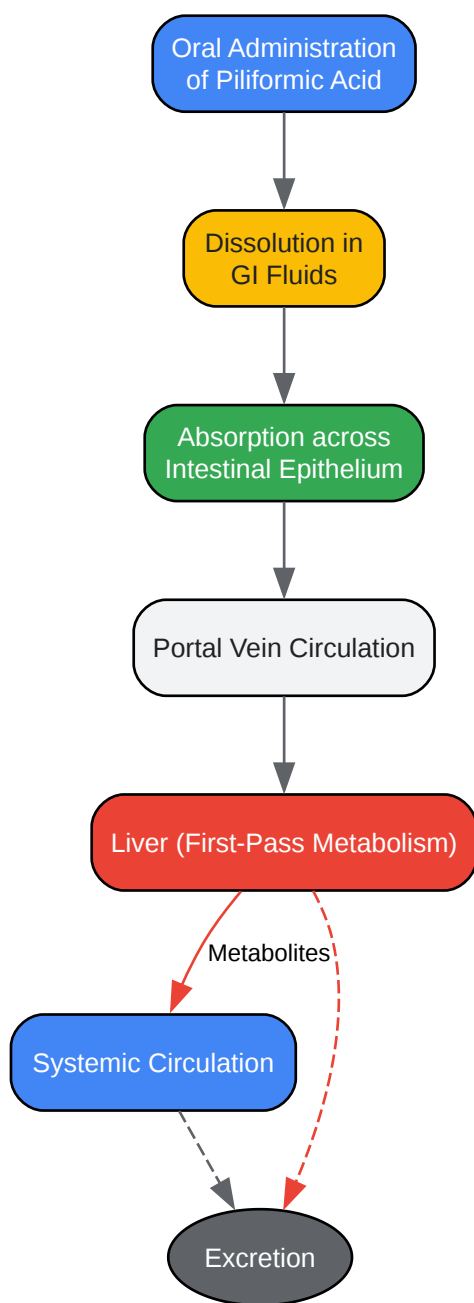 Oral Administration
of Piliformic Acid
Dissolution in
GI Fluids
Absorption across
Intestinal Epithelium
Portal Vein Circulation
Liver (First-Pass Metabolism)
Metabolites
Systemic Circulation
Excretion